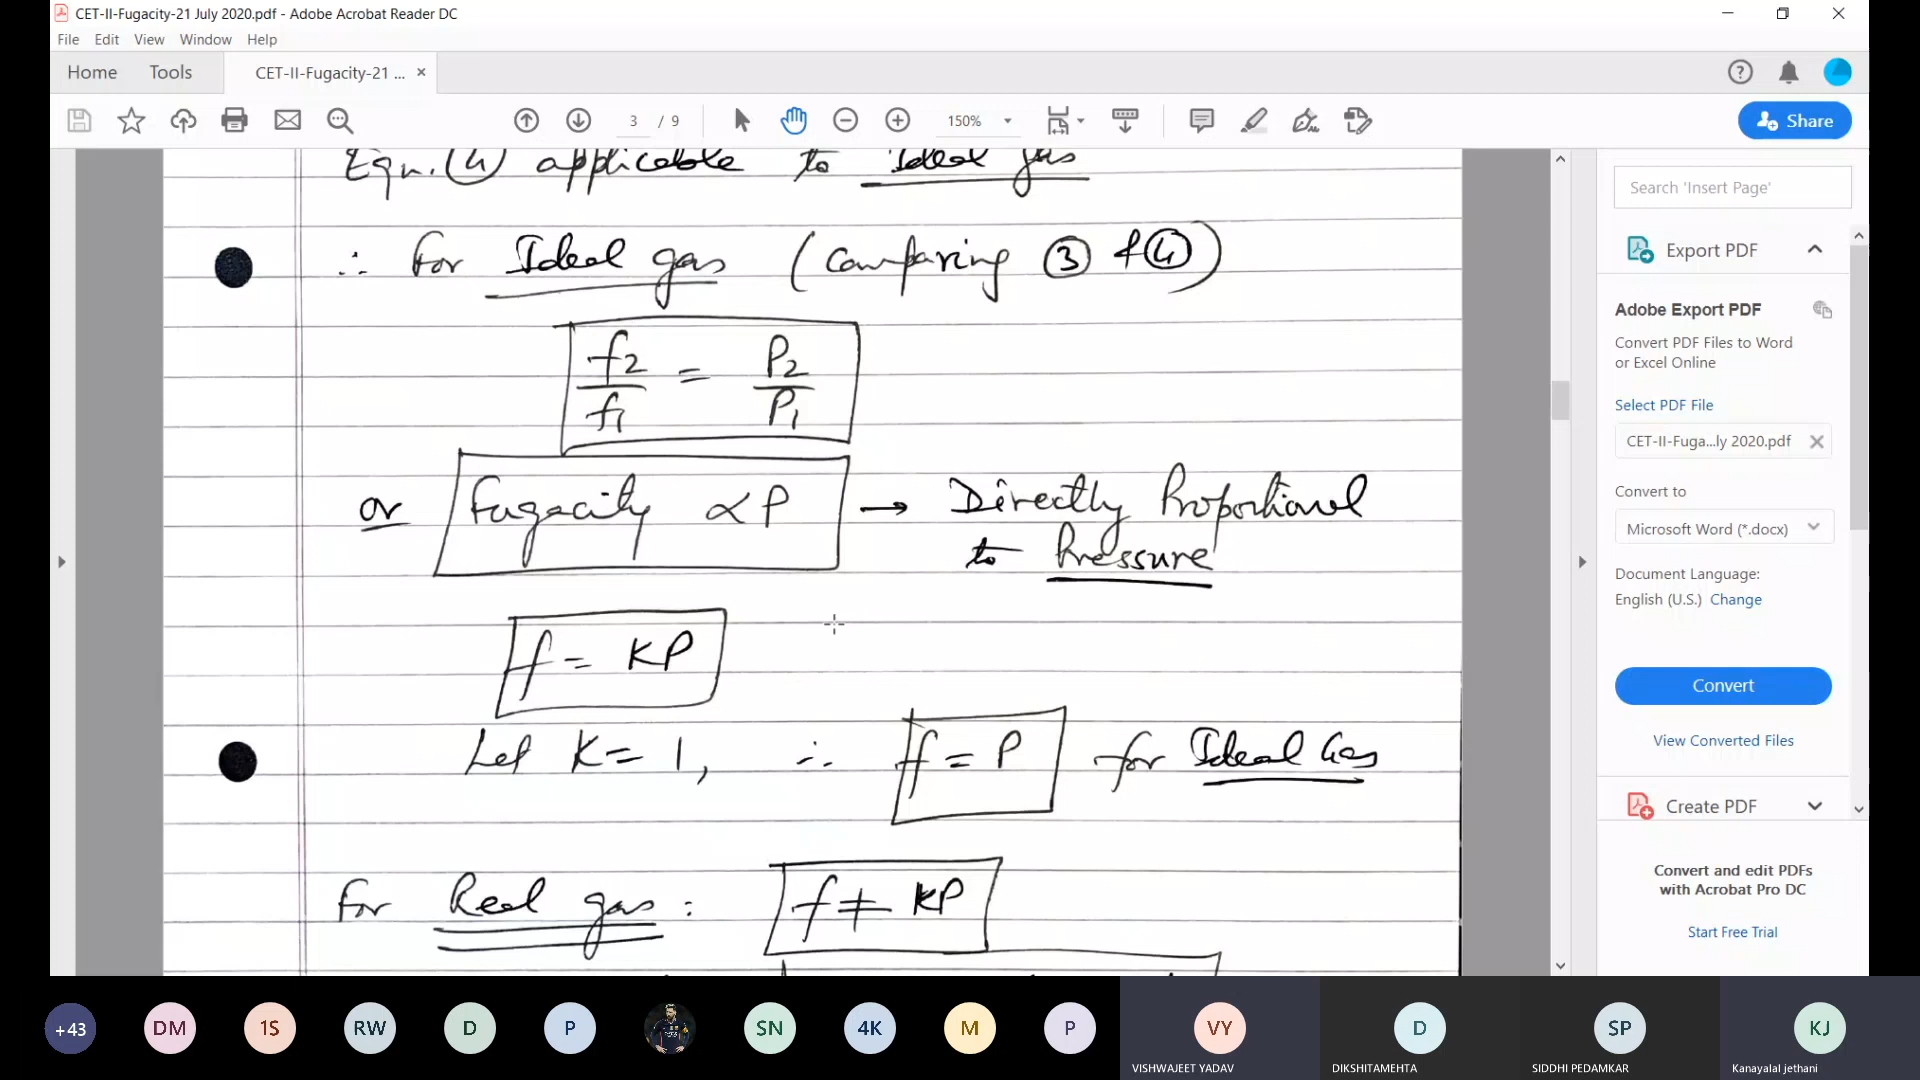 CET-II-Fugacity-21 July 2020.pdf - Adobe Acrobat Reader DC
File Edit View Window Help
Home Tools CET-II-Fugacity-21 ... ×
3 / 9 150% Share
Eqn. (4) applicable to Ideal gas
∴ for Ideal gas (Comparing ③ & ④)
f2/f1 = P2/P1
or Fugacity ∝ P → Directly Proportional
to Pressure
f = KP
Let K = 1, ∴ f = P for Ideal Gas
for Real gas : f ≠ KP
Search 'Insert Page'
Export PDF
Adobe Export PDF
Convert PDF Files to Word
or Excel Online
Select PDF File
CET-II-Fuga...ly 2020.pdf ×
Convert to
Microsoft Word (*.docx)
Document Language:
English (U.S.) Change
Convert
View Converted Files
Create PDF
Convert and edit PDFs
with Acrobat Pro DC
Start Free Trial
+43 DM 1S RW D P SN 4K M P VY D SP KJ
VISHWAJEET YADAV DIKSHITAMEHTA SIDDHI PEDAMKAR Kanayalal jethani